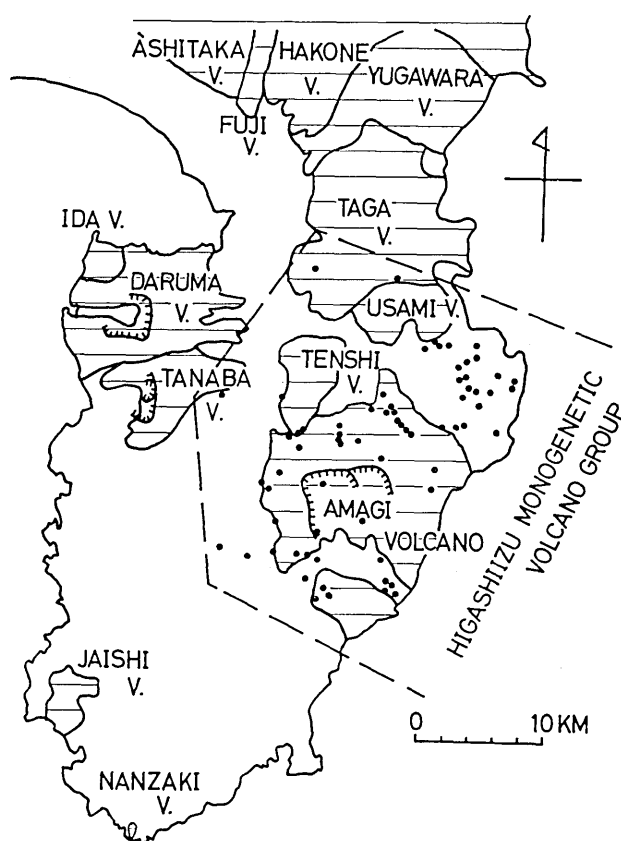 ASHITAKA
V.
HAKONE
V.
YUGAWARA
V.
FUJI
V.
TAGA
V.
IDA V.
DARUMA
V.
USAMI V.
TENSHI
V.
TANABA
V.
AMAGI
VOLCANO
HIGASHIIZU MONOGENETIC
VOLCANO GROUP
JAISHI
V.
0 10 KM
NANZAKI
V.